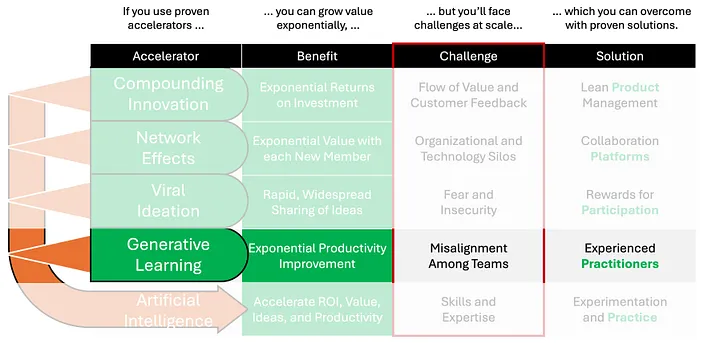 If you use proven
accelerators ...
... you can grow value
exponentially, ...
... but you’ll face
challenges at scale...
... which you can overcome
with proven solutions.
Accelerator
Benefit
Challenge
Solution
Compounding
Innovation
Exponential Returns
on Investment
Flow of Value and
Customer Feedback
Lean Product
Management
Network
Effects
Exponential Value with
each New Member
Organizational and
Technology Silos
Collaboration
Platforms
Viral
Ideation
Rapid, Widespread
Sharing of Ideas
Fear and
Insecurity
Rewards for
Participation
Generative
Learning
Exponential Productivity
Improvement
Misalignment
Among Teams
Experienced
Practitioners
Artificial
Intelligence
Accelerate ROI, Value,
Ideas, and Productivity
Skills and
Expertise
Experimentation
and Practice